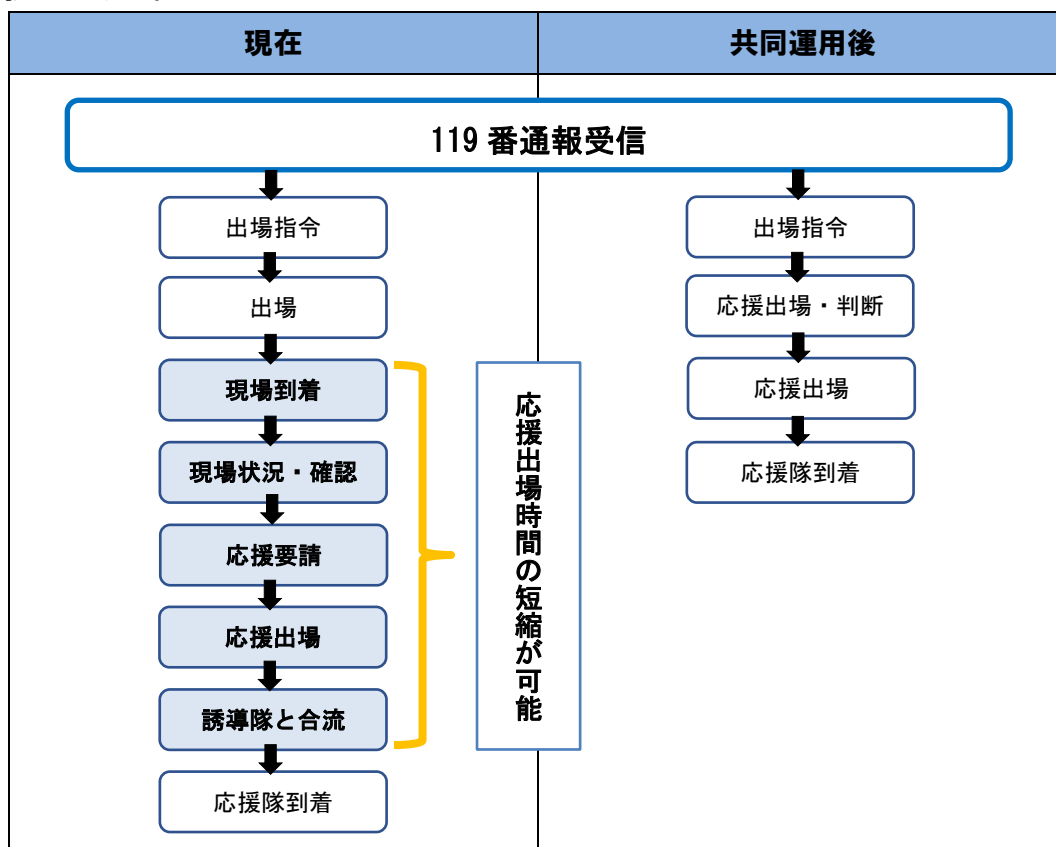 現在
共同運用後
119番通報受信
出場指令
出場
現場到着
現場状況・確認
応援要請
応援出場
誘導隊と合流
応援隊到着
応援出場時間の短縮が可能
出場指令
応援出場・判断
応援出場
応援隊到着